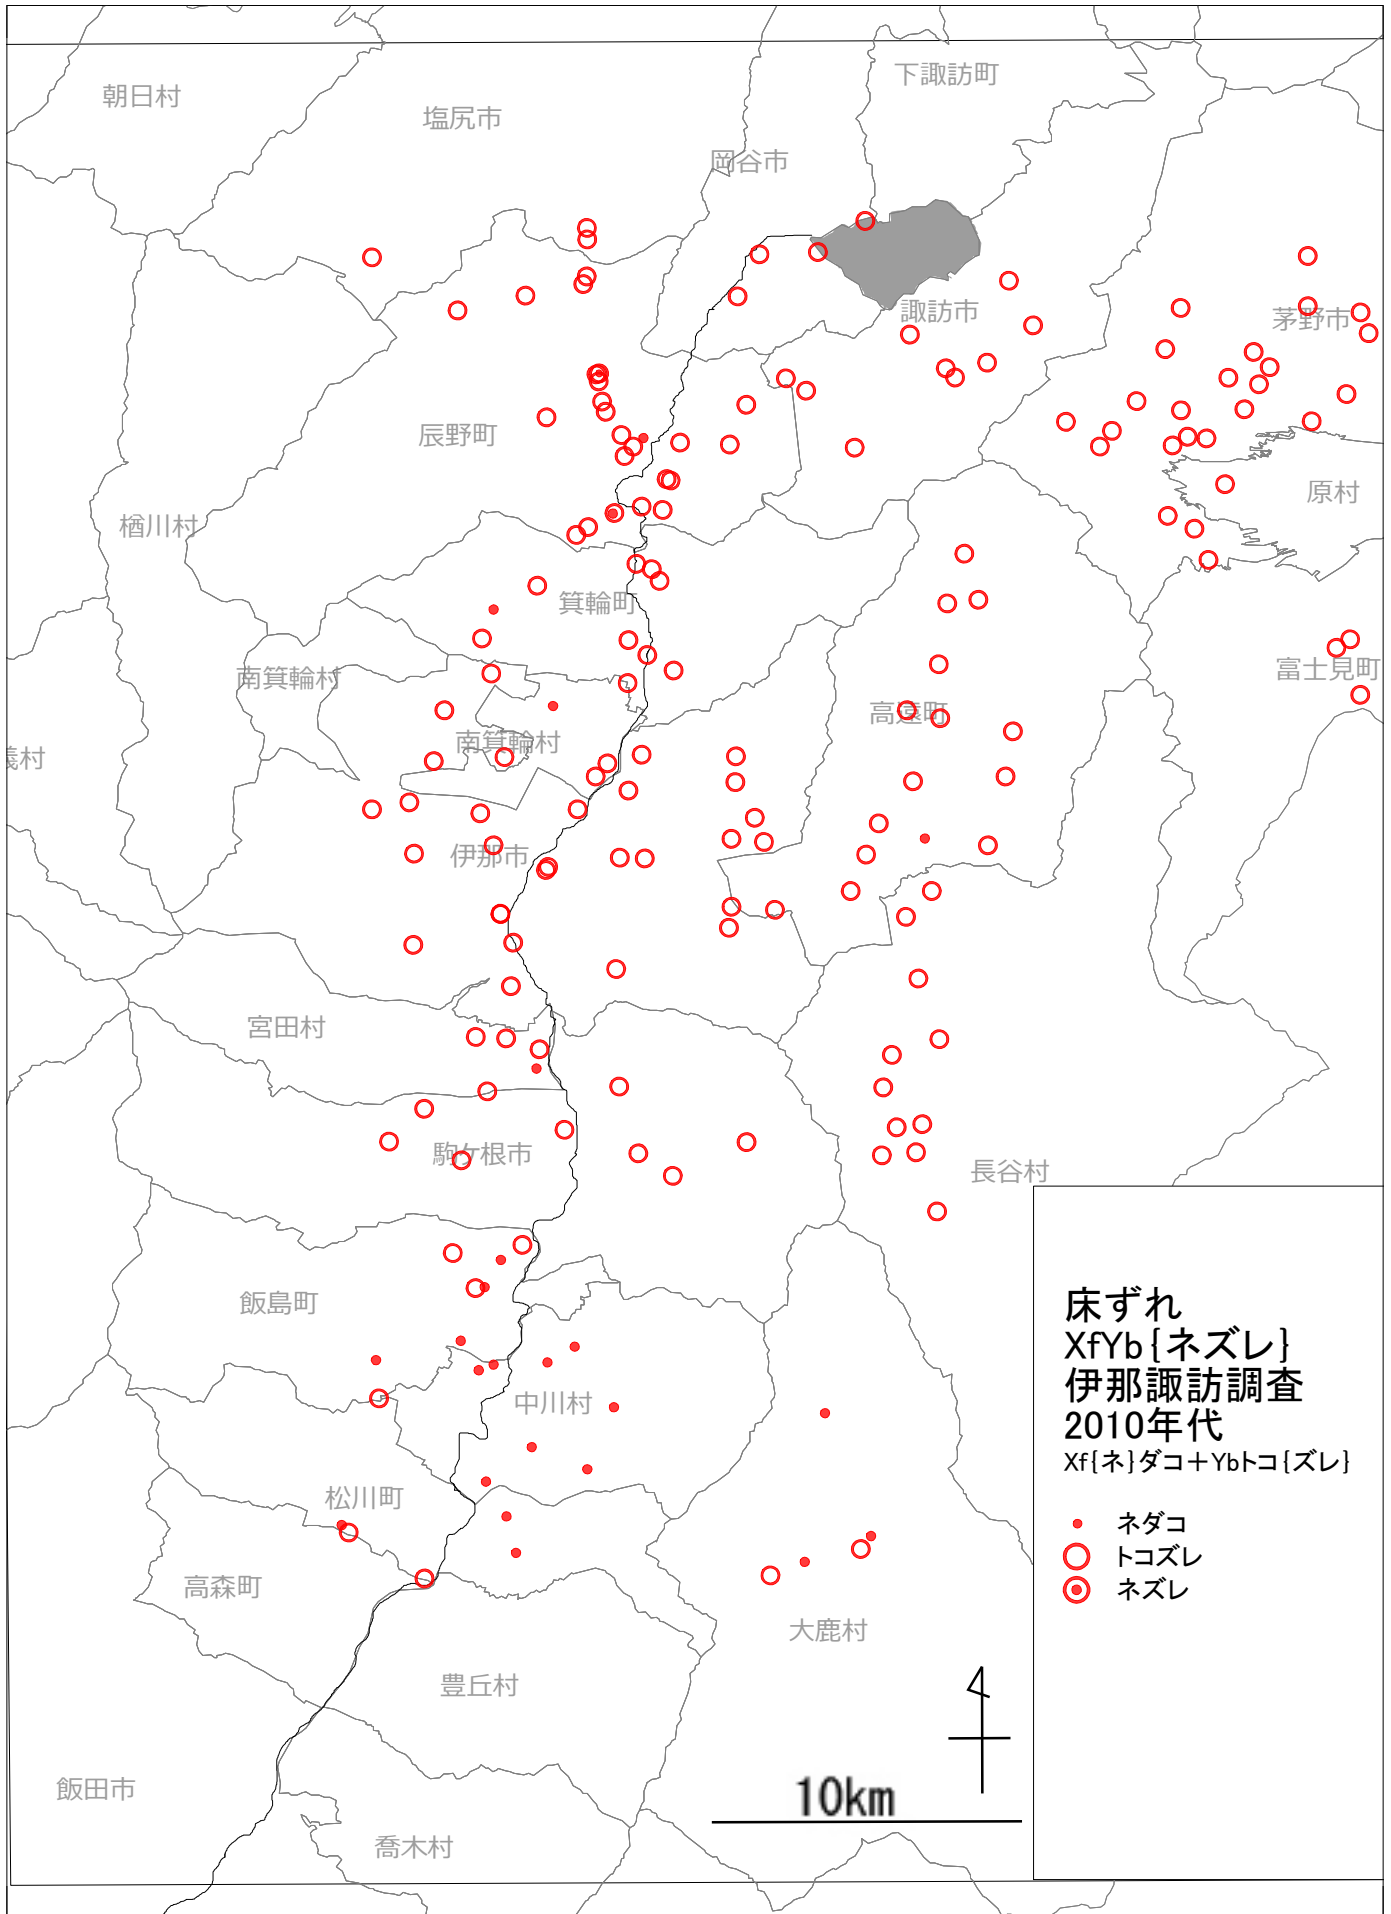 下諏訪町
朝日村
塩尻市
岡谷市
諏訪市
茅野市
辰野町
原村
楢川村
箕輪町
南箕輪村
富士見町
高遠町
南箕輪村
義村
伊那市
宮田村
駒ケ根市
長谷村
飯島町
中川村
松川町
高森町
大鹿村
豊丘村
飯田市
喬木村
10km
床ずれ
XfYb{ネズレ}
伊那諏訪調査
2010年代
Xf{ネ}ダコ＋Ybトコ{ズレ}
ネダコ
トコズレ
ネズレ